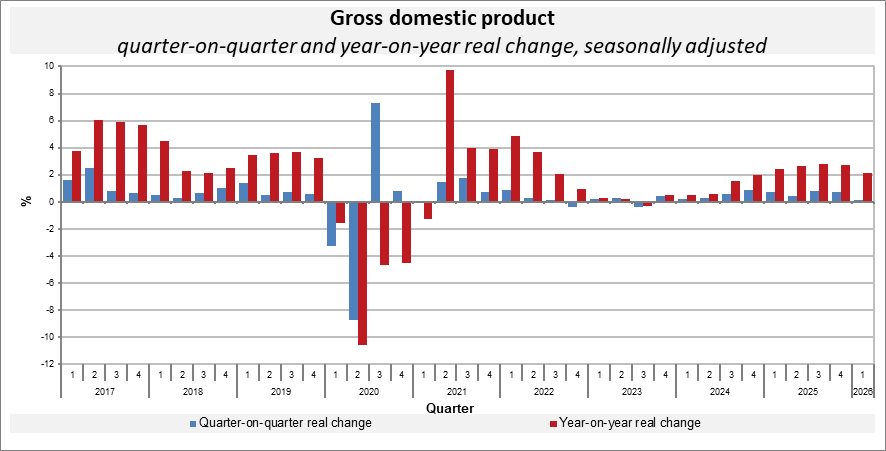 Gross domestic product
quarter-on-quarter and year-on-year real change, seasonally adjusted
10
8
6
4
2
0
-2
-4
-6
-8
-10
-12
%
1 2 3 4 1 2 3 4 1 2 3 4 1 2 3 4 1 2 3 4 1 2 3 4 1 2 3 4 1 2 3 4 1 2 3 4 1
2017 2018 2019 2020 2021 2022 2023 2024 2025 2026
Quarter
Quarter-on-quarter real change Year-on-year real change